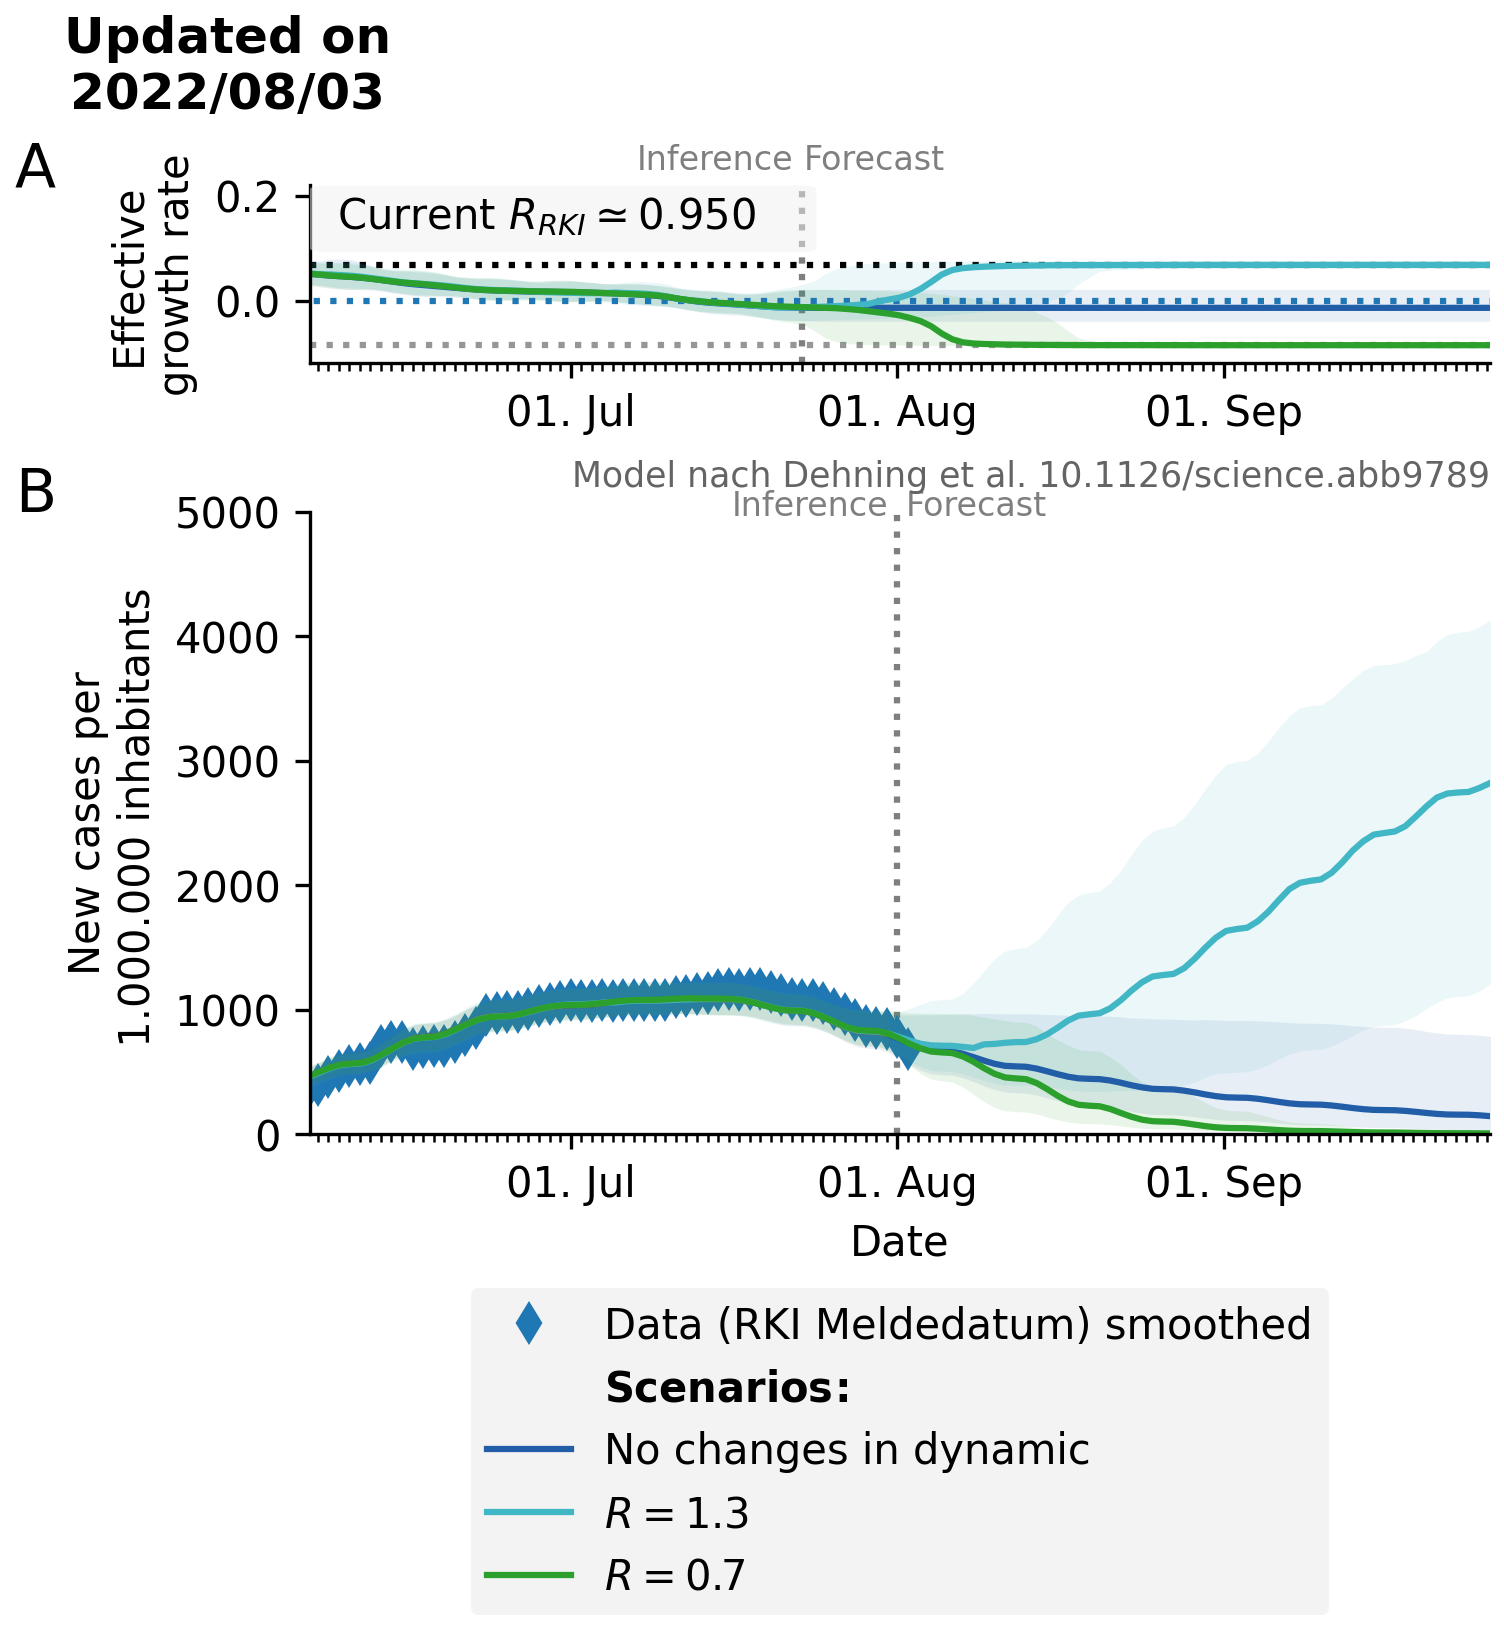 Updated on
2022/08/03
A
Effective
growth rate
0.2
0.0
Inference Forecast
Current R_RKI ≃ 0.950
01. Jul 01. Aug 01. Sep
Model nach Dehning et al. 10.1126/science.abb9789
B
Inference Forecast
New cases per
1.000.000 inhabitants
5000
4000
3000
2000
1000
0
01. Jul 01. Aug 01. Sep
Date
Data (RKI Meldedatum) smoothed
Scenarios:
No changes in dynamic
R = 1.3
R = 0.7